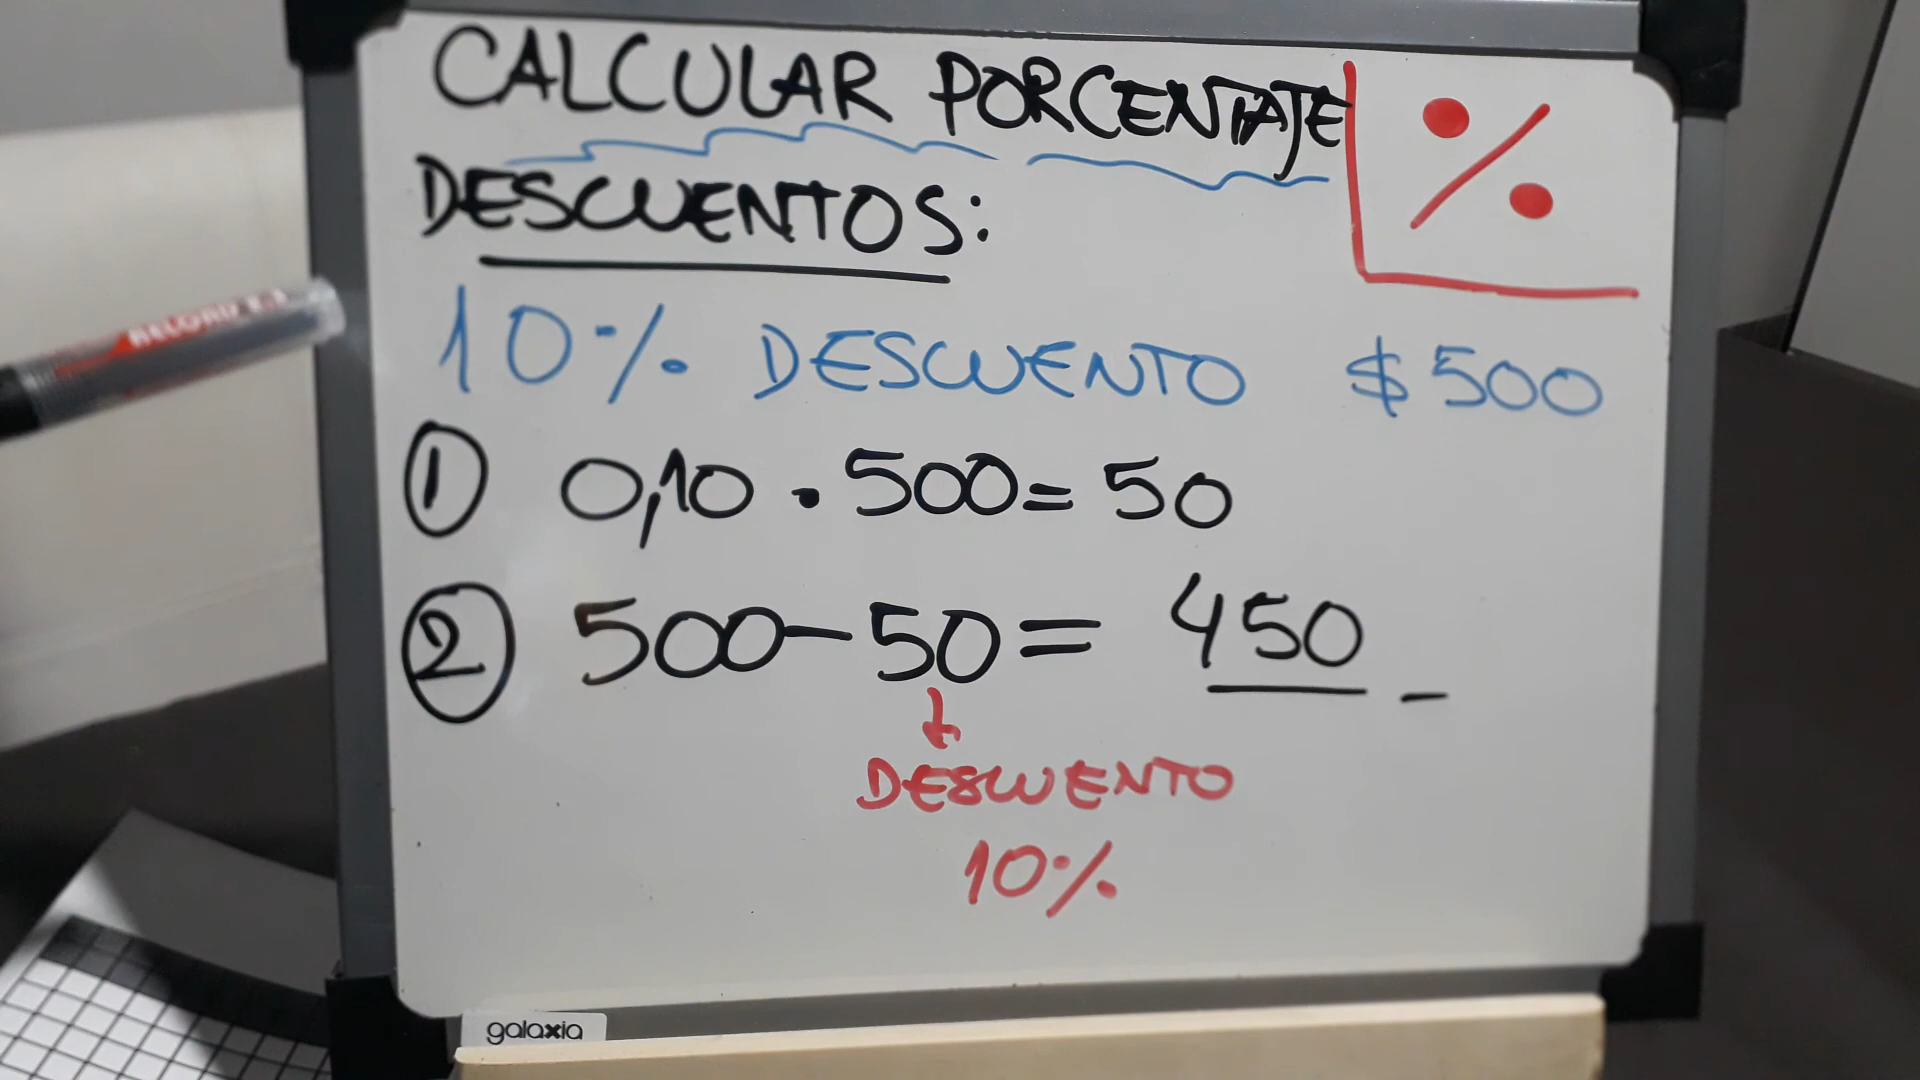 CALCULAR PORCENTAJE
%
DESCUENTOS:
10% DESCUENTO $500
1 0,10 . 500 = 50
2 500 - 50 = 450
DESCUENTO
10%
galaxia